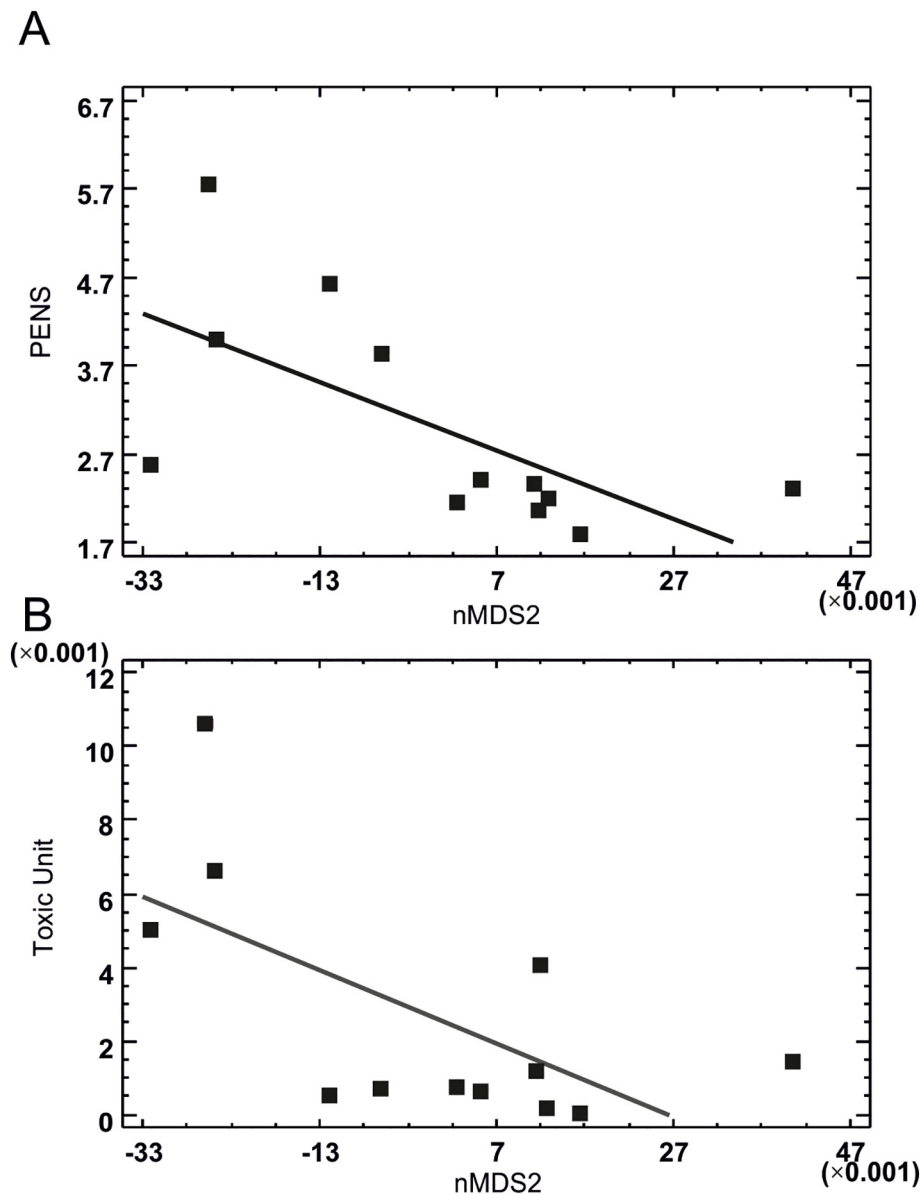 A
6.7
5.7
4.7
3.7
2.7
1.7
PENS
-33 -13 7 27 47
(×0.001)
nMDS2
B
(×0.001)
12
10
8
6
4
2
0
Toxic Unit
-33 -13 7 27 47
(×0.001)
nMDS2